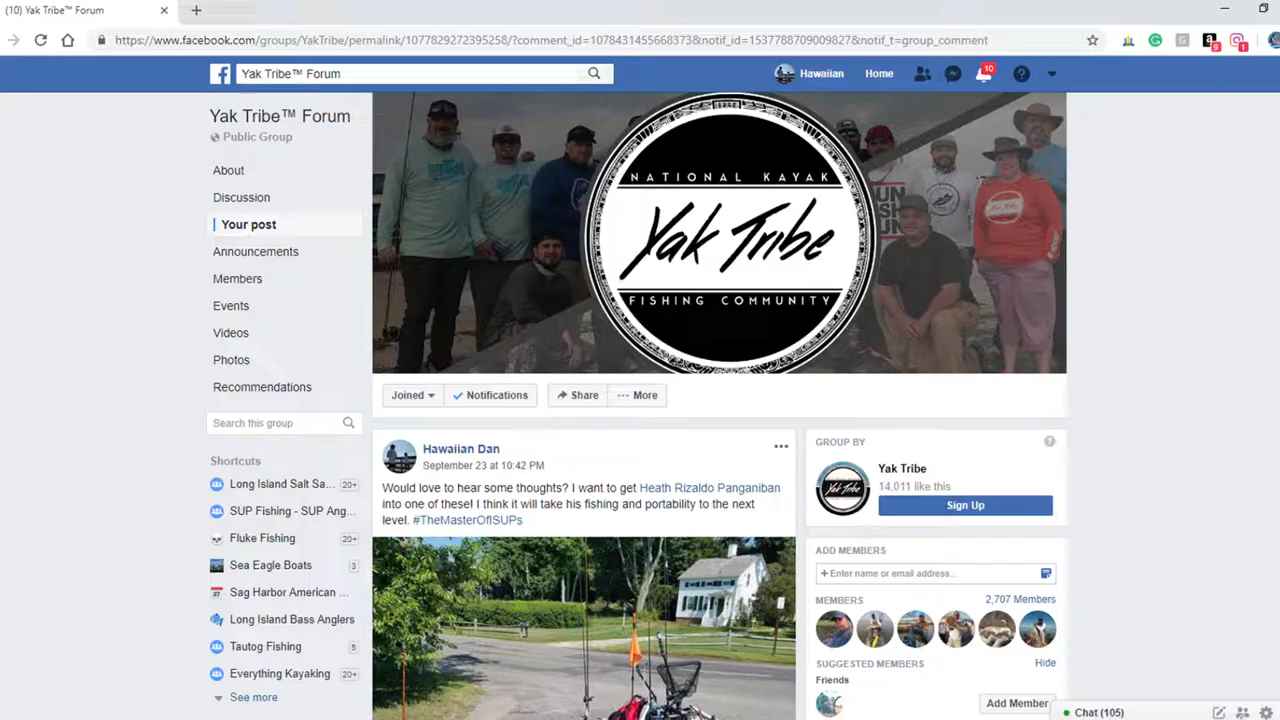 (10) Yak Tribe™ Forum
https://www.facebook.com/groups/YakTribe/permalink/1077829272395258/?comment_id=1078431455668373&notif_id=1537788709009827&notif_t=group_comment
9
1
Yak Tribe™ Forum
Hawaiian
Home
10
Yak Tribe™ Forum
Public Group
About
Discussion
Your post
Announcements
Members
Events
Videos
Photos
Recommendations
Search this group
Shortcuts
Long Island Salt Sa... 20+
SUP Fishing - SUP Ang...
Fluke Fishing 20+
Sea Eagle Boats 3
Sag Harbor American ...
Long Island Bass Anglers
Tautog Fishing 5
Everything Kayaking 20+
See more
NATIONAL KAYAK
Yak Tribe
FISHING COMMUNITY
Joined
Notifications
Share
More
Hawaiian Dan
September 23 at 10:42 PM
Would love to hear some thoughts? I want to get Heath Rizaldo Panganiban
into one of these! I think it will take his fishing and portability to the next
level. #TheMasterOfISUPs
GROUP BY
Yak Tribe
14,011 like this
Sign Up
ADD MEMBERS
+ Enter name or email address...
MEMBERS 2,707 Members
SUGGESTED MEMBERS Hide
Friends
Add Member
Chat (105)